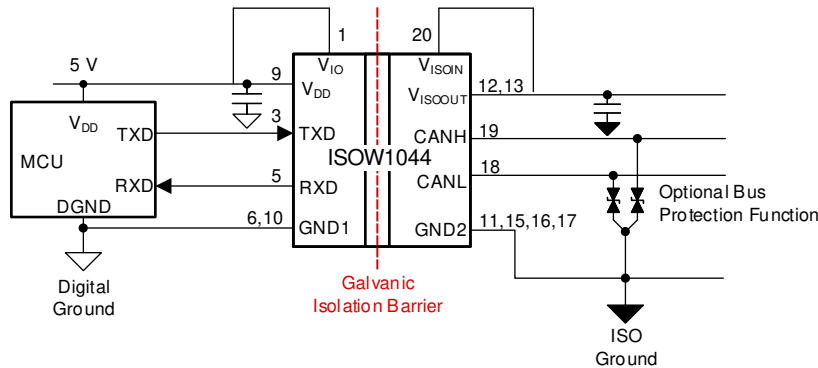 1
20
5 V
9
VIO
VDD
VISOIN
VISOOUT
12,13
VDD
MCU
TXD
3
TXD
CANH
19
ISOW1044
RXD
5
RXD
CANL
18
DGND
6,10
GND1
GND2
11,15,16,17
Optional Bus
Protection Function
Digital
Ground
Galvanic
Isolation Barrier
ISO
Ground